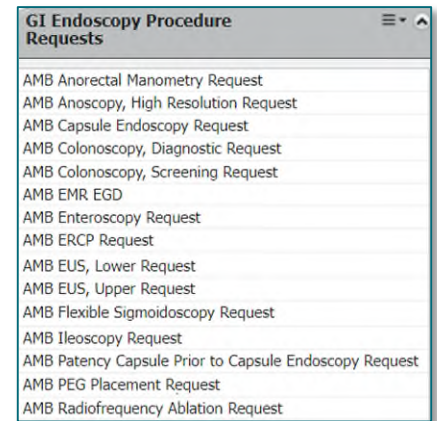 GI Endoscopy Procedure
Requests
AMB Anorectal Manometry Request
AMB Anoscopy, High Resolution Request
AMB Capsule Endoscopy Request
AMB Colonoscopy, Diagnostic Request
AMB Colonoscopy, Screening Request
AMB EMR EGD
AMB Enteroscopy Request
AMB ERCP Request
AMB EUS, Lower Request
AMB EUS, Upper Request
AMB Flexible Sigmoidoscopy Request
AMB Ileoscopy Request
AMB Patency Capsule Prior to Capsule Endoscopy Request
AMB PEG Placement Request
AMB Radiofrequency Ablation Request